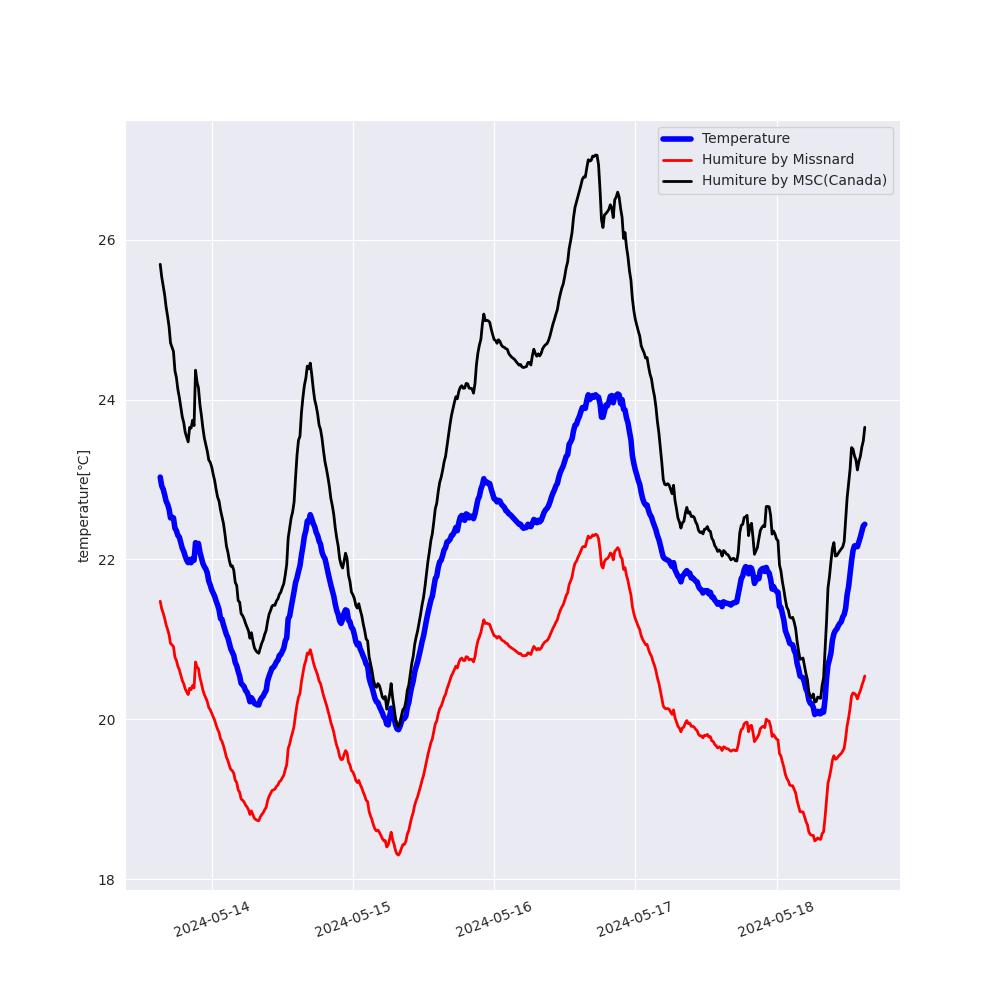 Temperature
Humiture by Missnard
Humiture by MSC(Canada)
temperature[℃]
26
24
22
20
18
2024-05-14
2024-05-15
2024-05-16
2024-05-17
2024-05-18